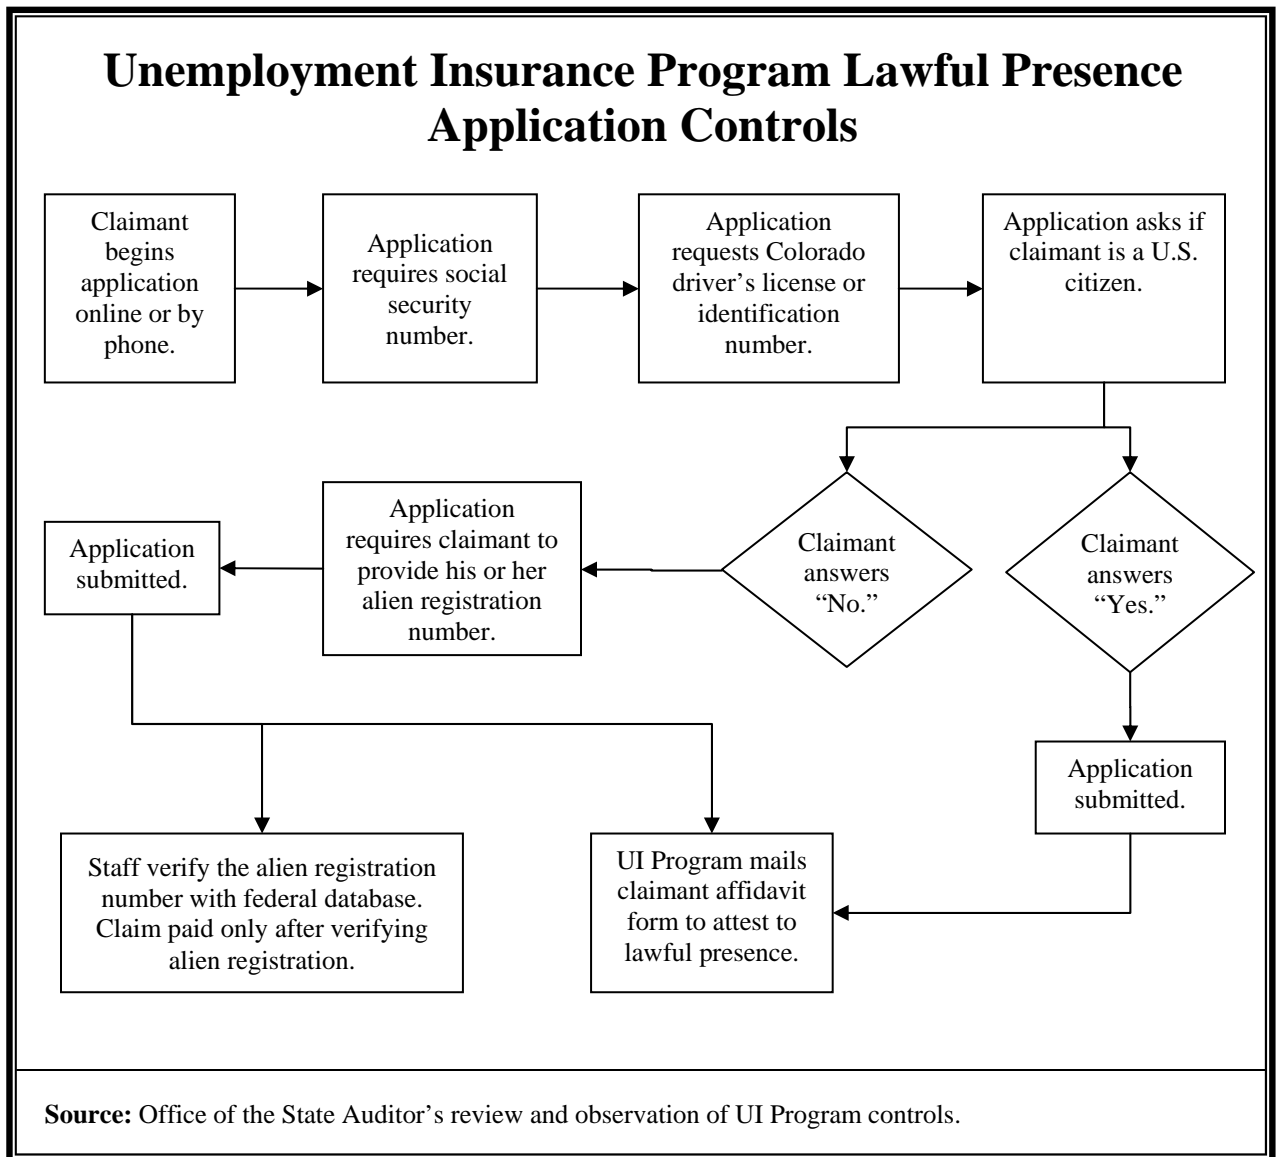 Unemployment Insurance Program Lawful Presence
Application Controls
Claimant
begins
application
online or by
phone.
Application
requires social
security
number.
Application
requests Colorado
driver’s license or
identification
number.
Application asks if
claimant is a U.S.
citizen.
Claimant
answers
“No.”
Claimant
answers
“Yes.”
Application
requires claimant to
provide his or her
alien registration
number.
Application
submitted.
Application
submitted.
Staff verify the alien registration
number with federal database.
Claim paid only after verifying
alien registration.
UI Program mails
claimant affidavit
form to attest to
lawful presence.
Source: Office of the State Auditor’s review and observation of UI Program controls.